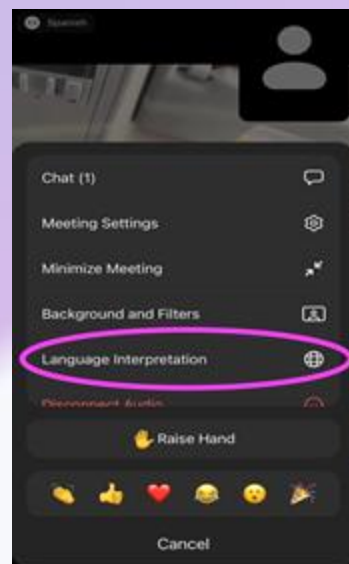 Spanish
Chat (1)
Meeting Settings
Minimize Meeting
Background and Filters
Language Interpretation
Disconnect Audio
Raise Hand
Cancel